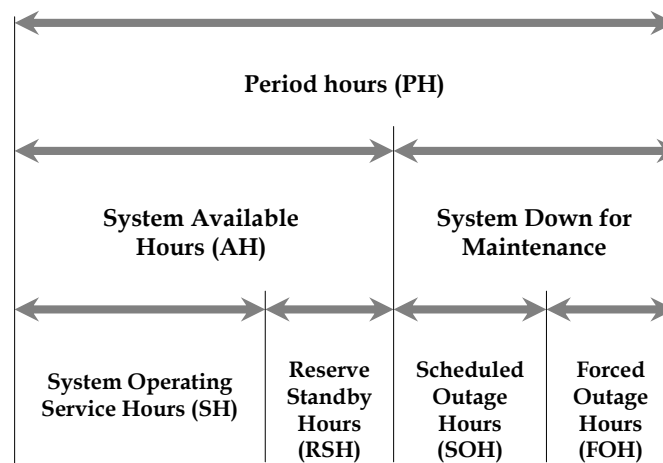 Period hours (PH)
System Available
Hours (AH)
System Down for
Maintenance
System Operating
Service Hours (SH)
Reserve
Standby
Hours
(RSH)
Scheduled
Outage
Hours
(SOH)
Forced
Outage
Hours
(FOH)